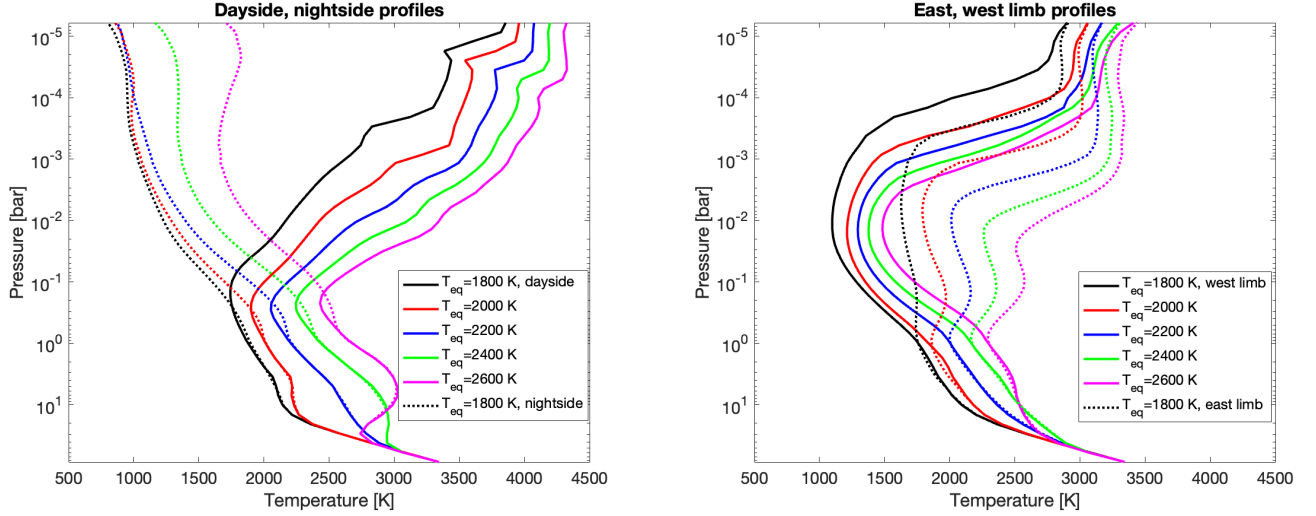 Dayside, nightside profiles
Pressure [bar]
10^-5
10^-4
10^-3
10^-2
10^-1
10^0
10^1
T_eq=1800 K, dayside
T_eq=2000 K
T_eq=2200 K
T_eq=2400 K
T_eq=2600 K
T_eq=1800 K, nightside
500 1000 1500 2000 2500 3000 3500 4000 4500
Temperature [K]
East, west limb profiles
Pressure [bar]
10^-5
10^-4
10^-3
10^-2
10^-1
10^0
10^1
T_eq=1800 K, west limb
T_eq=2000 K
T_eq=2200 K
T_eq=2400 K
T_eq=2600 K
T_eq=1800 K, east limb
500 1000 1500 2000 2500 3000 3500 4000 4500
Temperature [K]